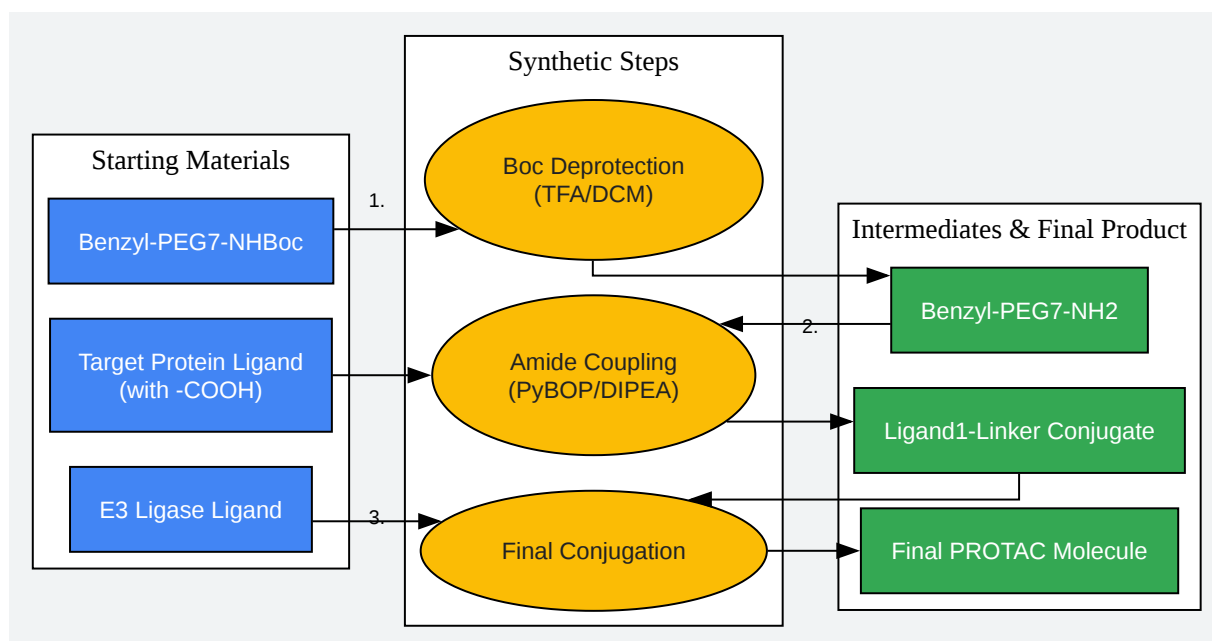 Synthetic Steps
Starting Materials
Intermediates & Final Product
Boc Deprotection
(TFA/DCM)
1.
Benzyl-PEG7-NHBoc
Benzyl-PEG7-NH2
2.
Target Protein Ligand
(with -COOH)
Amide Coupling
(PyBOP/DIPEA)
Ligand1-Linker Conjugate
E3 Ligase Ligand
3.
Final Conjugation
Final PROTAC Molecule